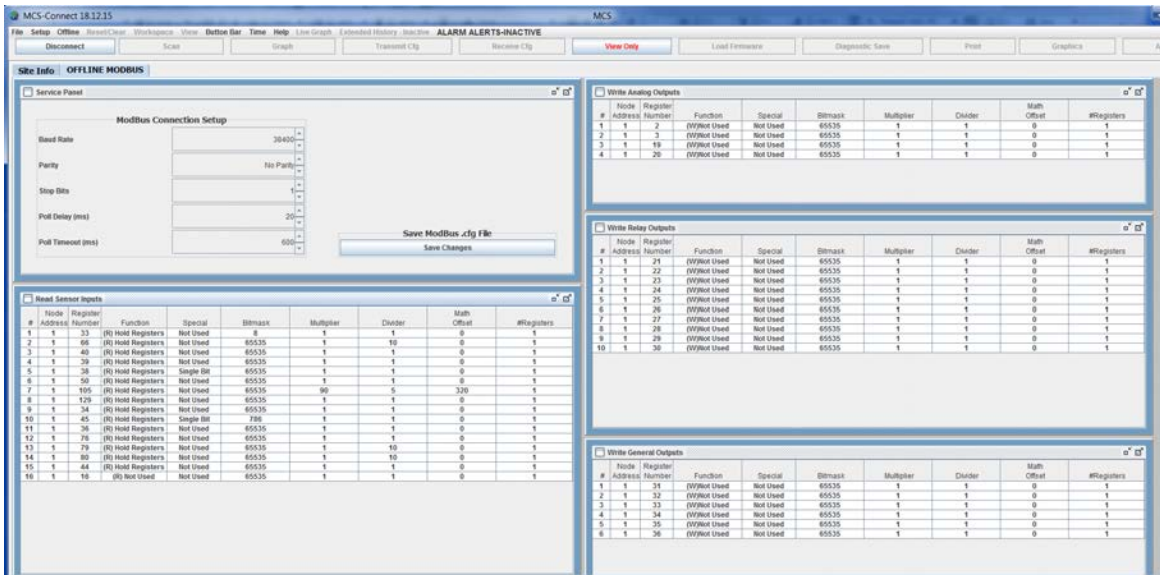 MCS-Connect 18.12.15 MCS
File Setup Offline Reset/Clear Workspace View Button Bar Time Help Live Graph Extended History - Inactive ALARM ALERTS-INACTIVE
Disconnect Scan Graph Transmit Cfg Receive Cfg View Only Load Firmware Diagnostic Save Print Graphics A
Site Info OFFLINE MODBUS
Service Panel
ModBus Connection Setup
Baud Rate 38400
Parity No Parity
Stop Bits 1
Poll Delay (ms) 20
Poll Timeout (ms) 600
Save ModBus .cfg File
Save Changes
Read Sensor Inputs
# Node Address Register Number Function Special Bitmask Multiplier Divider Math Offset #Registers
1 1 33 (R) Hold Registers Not Used 8 1 1 0 1
2 1 66 (R) Hold Registers Not Used 65535 1 10 0 1
3 1 40 (R) Hold Registers Not Used 65535 1 1 0 1
4 1 39 (R) Hold Registers Not Used 65535 1 1 0 1
5 1 38 (R) Hold Registers Single Bit 65535 1 1 0 1
6 1 50 (R) Hold Registers Not Used 65535 1 1 0 1
7 1 105 (R) Hold Registers Not Used 65535 90 5 320 1
8 1 129 (R) Hold Registers Not Used 65535 1 1 0 1
9 1 34 (R) Hold Registers Not Used 65535 1 1 0 1
10 1 45 (R) Hold Registers Single Bit 786 1 1 0 1
11 1 36 (R) Hold Registers Not Used 65535 1 1 0 1
12 1 76 (R) Hold Registers Not Used 65535 1 1 0 1
13 1 79 (R) Hold Registers Not Used 65535 1 10 0 1
14 1 80 (R) Hold Registers Not Used 65535 1 10 0 1
15 1 44 (R) Hold Registers Not Used 65535 1 1 0 1
16 1 16 (R) Not Used Not Used 65535 1 1 0 1
Write Analog Outputs
# Node Address Register Number Function Special Bitmask Multiplier Divider Math Offset #Registers
1 1 2 (W)Not Used Not Used 65535 1 1 0 1
2 1 3 (W)Not Used Not Used 65535 1 1 0 1
3 1 19 (W)Not Used Not Used 65535 1 1 0 1
4 1 20 (W)Not Used Not Used 65535 1 1 0 1
Write Relay Outputs
# Node Address Register Number Function Special Bitmask Multiplier Divider Math Offset #Registers
1 1 21 (W)Not Used Not Used 65535 1 1 0 1
2 1 22 (W)Not Used Not Used 65535 1 1 0 1
3 1 23 (W)Not Used Not Used 65535 1 1 0 1
4 1 24 (W)Not Used Not Used 65535 1 1 0 1
5 1 25 (W)Not Used Not Used 65535 1 1 0 1
6 1 26 (W)Not Used Not Used 65535 1 1 0 1
7 1 27 (W)Not Used Not Used 65535 1 1 0 1
8 1 28 (W)Not Used Not Used 65535 1 1 0 1
9 1 29 (W)Not Used Not Used 65535 1 1 0 1
10 1 30 (W)Not Used Not Used 65535 1 1 0 1
Write General Outputs
# Node Address Register Number Function Special Bitmask Multiplier Divider Math Offset #Registers
1 1 31 (W)Not Used Not Used 65535 1 1 0 1
2 1 32 (W)Not Used Not Used 65535 1 1 0 1
3 1 33 (W)Not Used Not Used 65535 1 1 0 1
4 1 34 (W)Not Used Not Used 65535 1 1 0 1
5 1 35 (W)Not Used Not Used 65535 1 1 0 1
6 1 36 (W)Not Used Not Used 65535 1 1 0 1